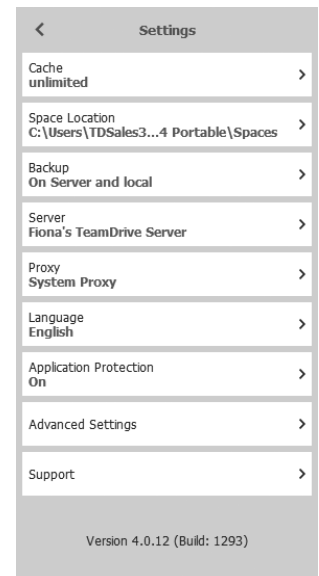 Settings
Cache
unlimited
Space Location
C:\Users\TDSales3...4 Portable\Spaces
Backup
On Server and local
Server
Fiona's TeamDrive Server
Proxy
System Proxy
Language
English
Application Protection
On
Advanced Settings
Support
Version 4.0.12 (Build: 1293)